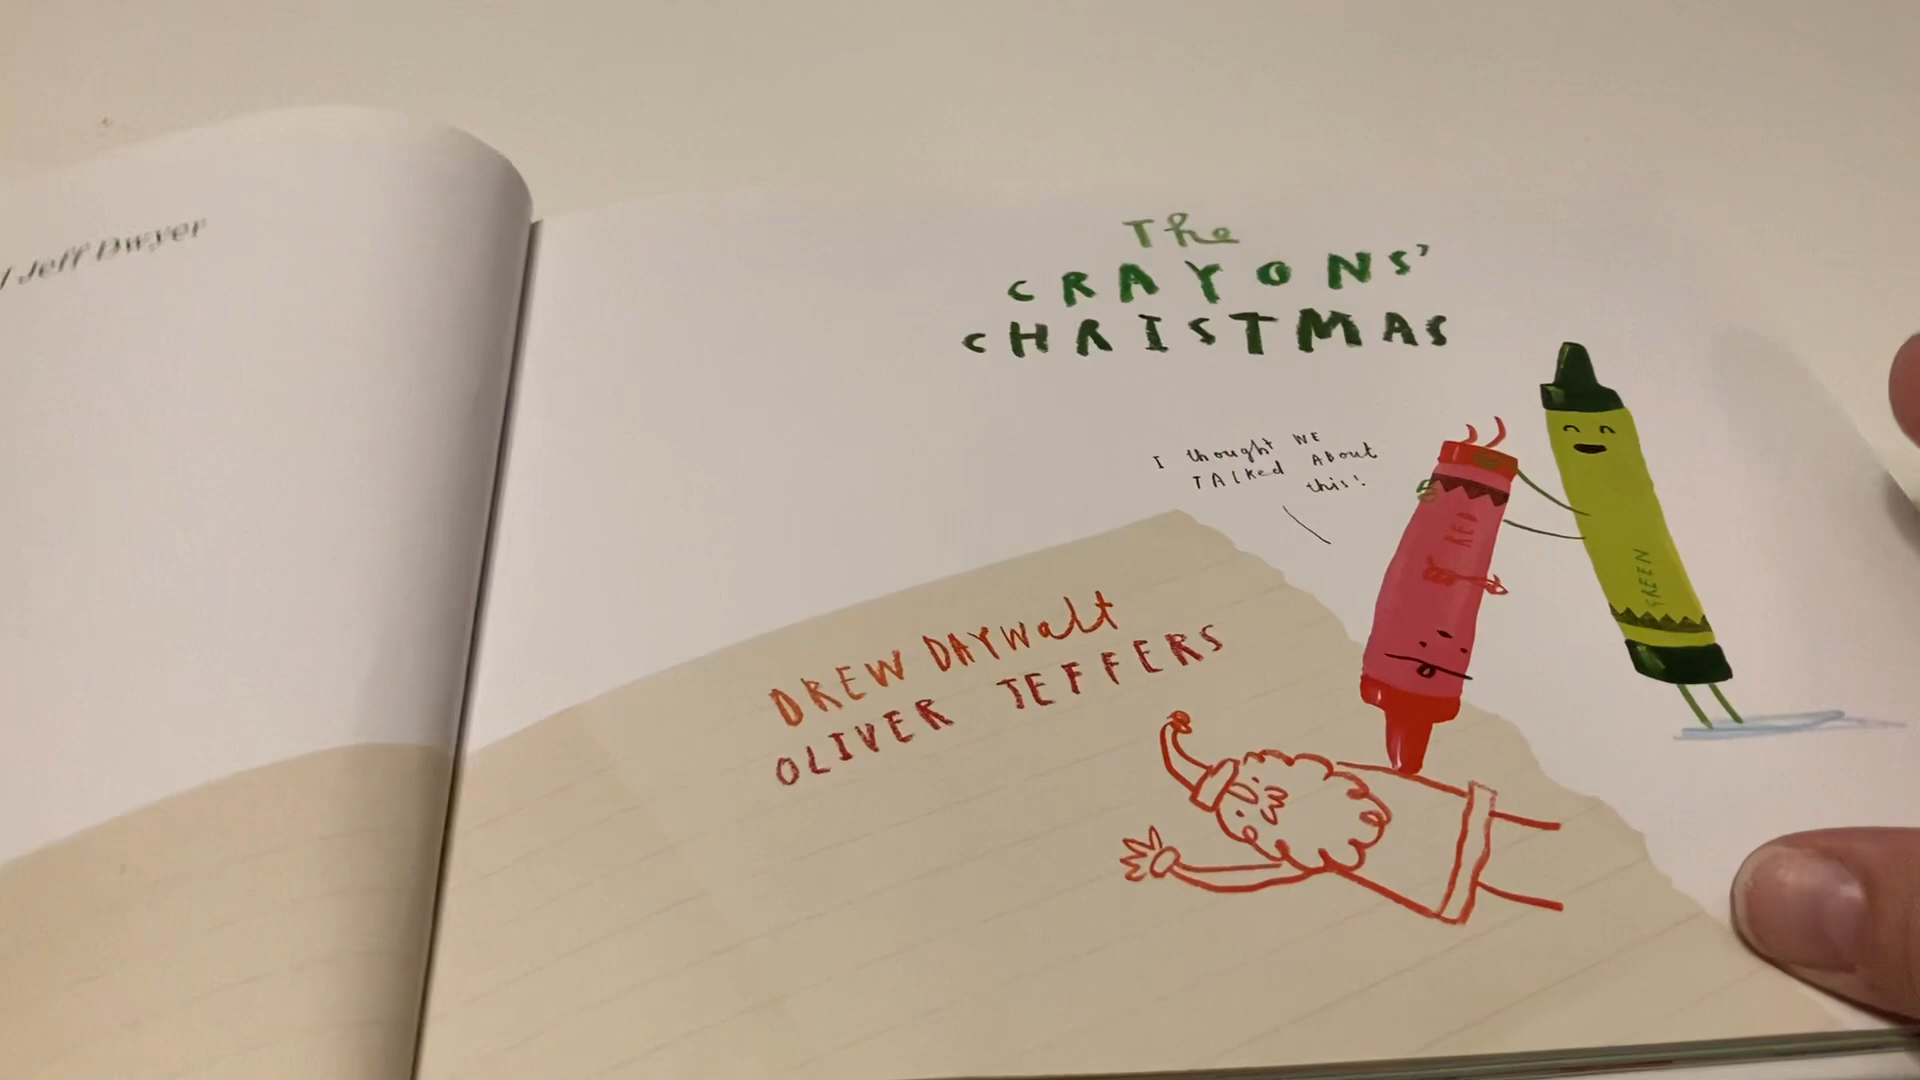 Jeff Dwyer
The
CRAYONS'
CHRISTMAS
I thought WE
TALKed ABout
this!
RED
GREEN
DREW DAYWalt
OLIVER JEFFERS